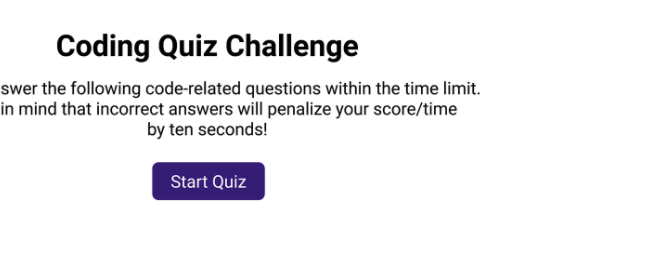 Coding Quiz Challenge
swer the following code-related questions within the time limit.
in mind that incorrect answers will penalize your score/time
by ten seconds!
Start Quiz